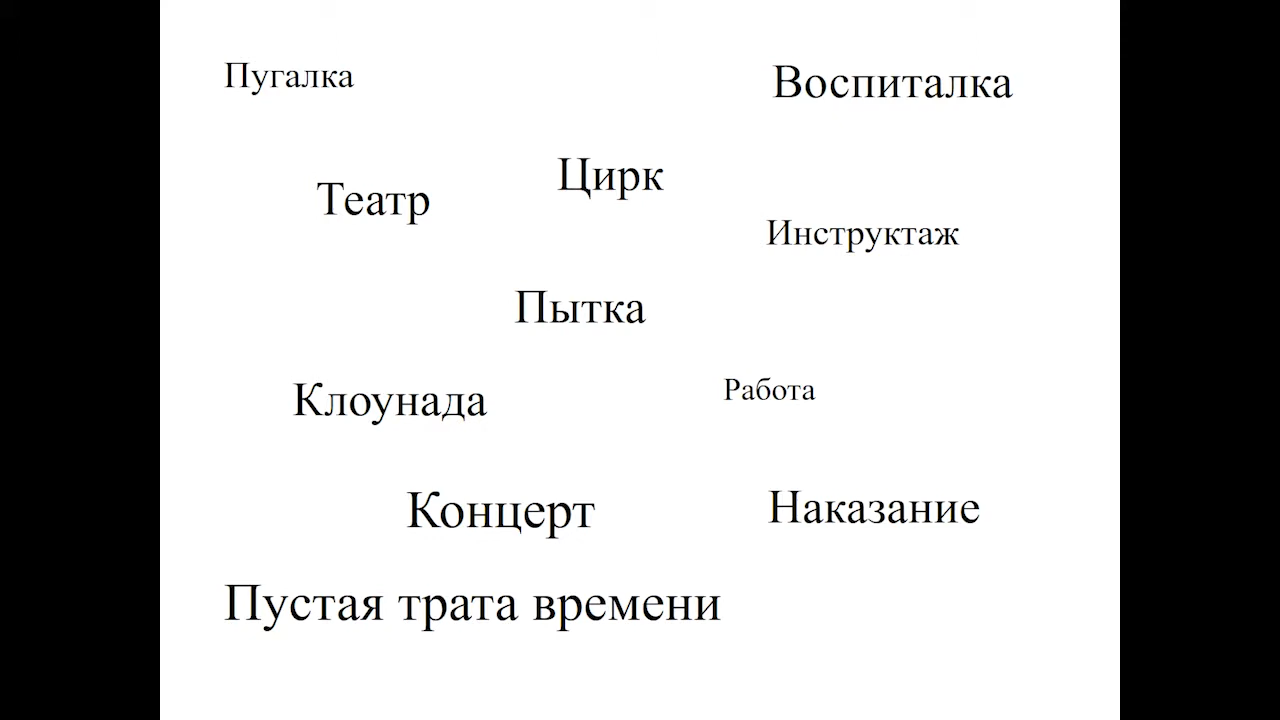 Пугалка
Воспиталка
Цирк
Театр
Инструктаж
Пытка
Клоунада
Работа
Концерт
Наказание
Пустая трата времени